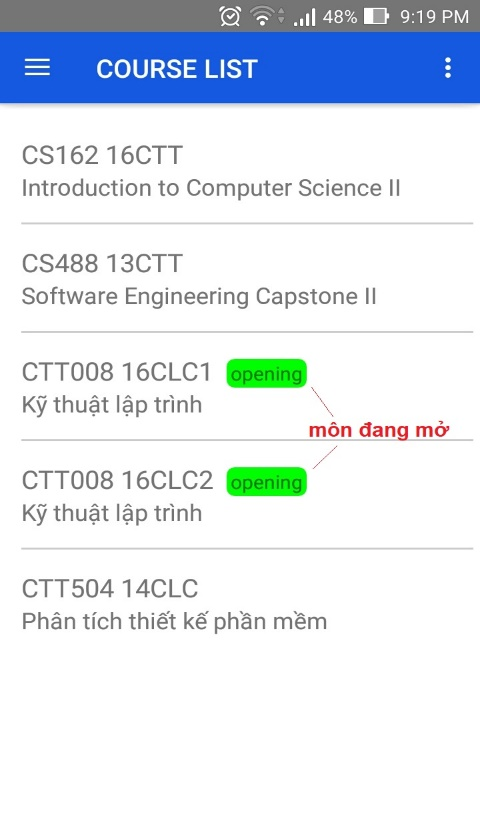 48% 9:19 PM
COURSE LIST
CS162 16CTT
Introduction to Computer Science II
CS488 13CTT
Software Engineering Capstone II
CTT008 16CLC1 opening
Kỹ thuật lập trình
môn đang mở
CTT008 16CLC2 opening
Kỹ thuật lập trình
CTT504 14CLC
Phân tích thiết kế phần mềm